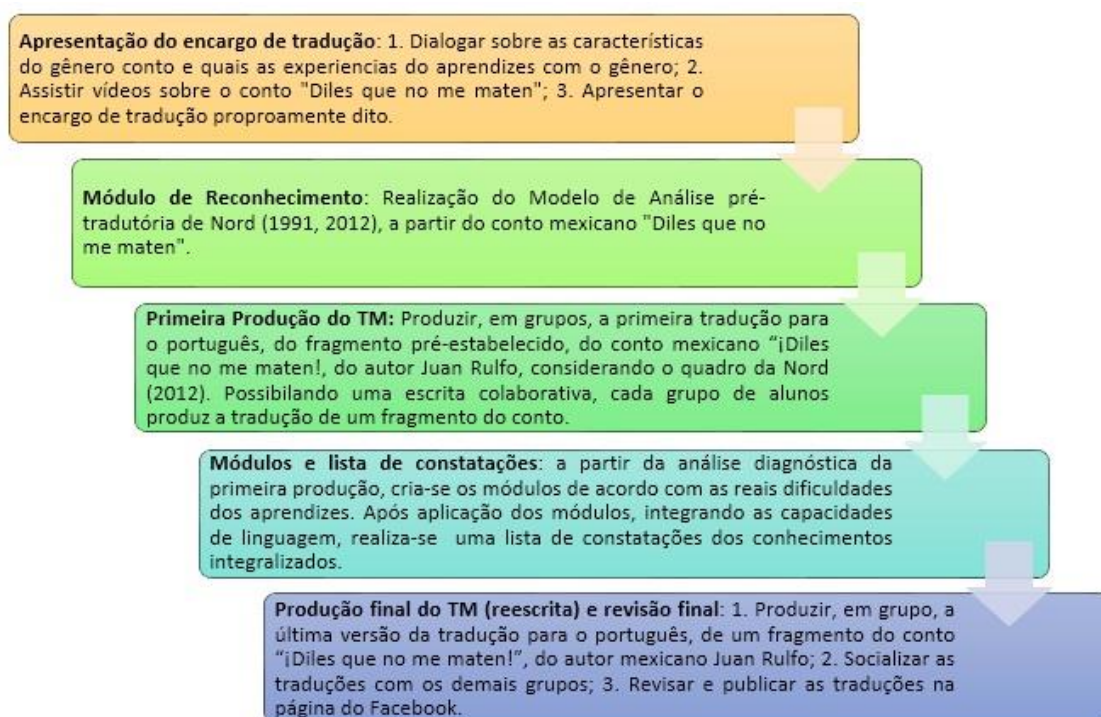 Apresentação do encargo de tradução: 1. Dialogar sobre as características
do gênero conto e quais as experiencias do aprendizes com o gênero; 2.
Assistir vídeos sobre o conto "Diles que no me maten"; 3. Apresentar o
encargo de tradução proproamente dito.
Módulo de Reconhecimento: Realização do Modelo de Análise pré-
tradutória de Nord (1991, 2012), a partir do conto mexicano "Diles que no
me maten".
Primeira Produção do TM: Produzir, em grupos, a primeira tradução para
o português, do fragmento pré-estabelecido, do conto mexicano “¡Diles
que no me maten!, do autor Juan Rulfo, considerando o quadro da Nord
(2012). Possibilando uma escrita colaborativa, cada grupo de alunos
produz a tradução de um fragmento do conto.
Módulos e lista de constatações: a partir da análise diagnóstica da
primeira produção, cria-se os módulos de acordo com as reais dificuldades
dos aprendizes. Após aplicação dos módulos, integrando as capacidades
de linguagem, realiza-se uma lista de constatações dos conhecimentos
integralizados.
Produção final do TM (reescrita) e revisão final: 1. Produzir, em grupo, a
última versão da tradução para o português, de um fragmento do conto
“¡Diles que no me maten!”, do autor mexicano Juan Rulfo; 2. Socializar as
traduções com os demais grupos; 3. Revisar e publicar as traduções na
página do Facebook.